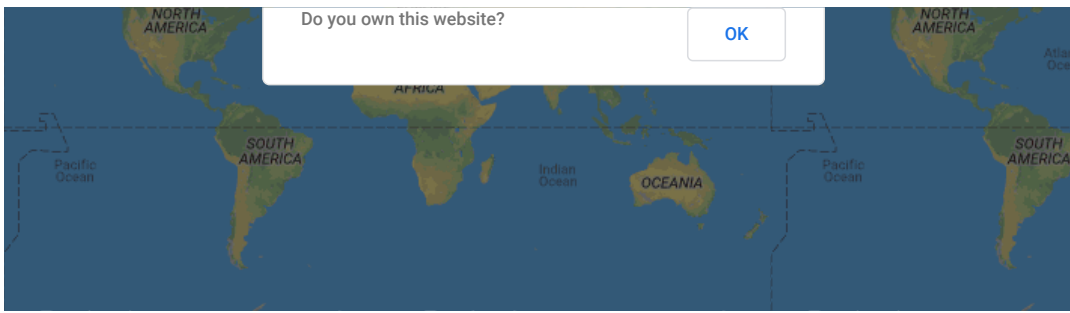 NORTH
AMERICA
Do you own this website?
OK
NORTH
AMERICA
AFRICA
SOUTH
AMERICA
Pacific
Ocean
Indian
Ocean
OCEANIA
SOUTH
AMERICA
Pacific
Ocean